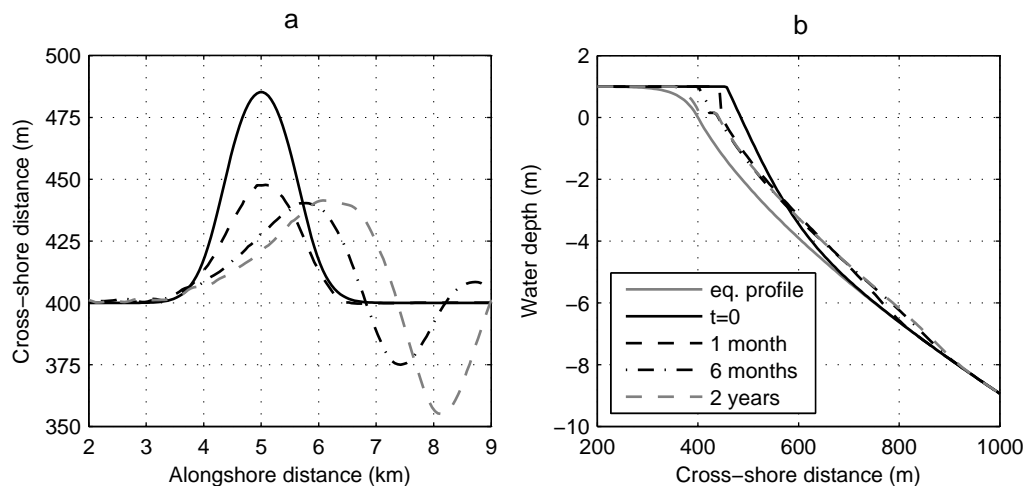 a
500
475
450
425
400
375
350
Cross−shore distance (m)
2 3 4 5 6 7 8 9
Alongshore distance (km)
b
2
0
−2
−4
−6
−8
−10
Water depth (m)
eq. profile
t=0
1 month
6 months
2 years
200 400 600 800 1000
Cross−shore distance (m)